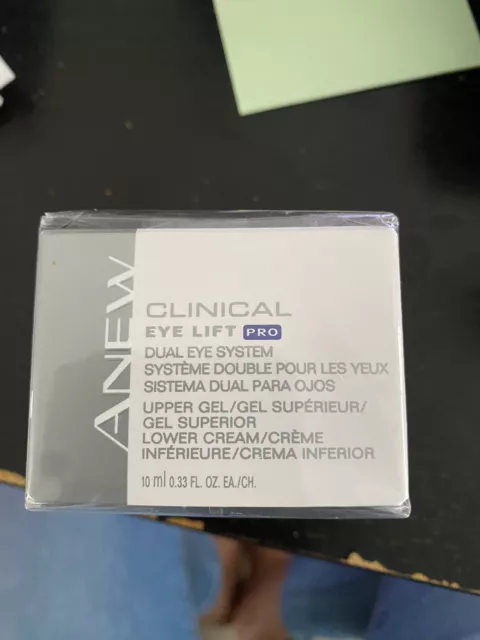 ANEW
CLINICAL
EYE LIFT PRO
DUAL EYE SYSTEM
SYSTÈME DOUBLE POUR LES YEUX
SISTEMA DUAL PARA OJOS
UPPER GEL/GEL SUPÉRIEUR/
GEL SUPERIOR
LOWER CREAM/CRÈME
INFÉRIEURE/CREMA INFERIOR
10 ml 0.33 FL. OZ. EA./CH.